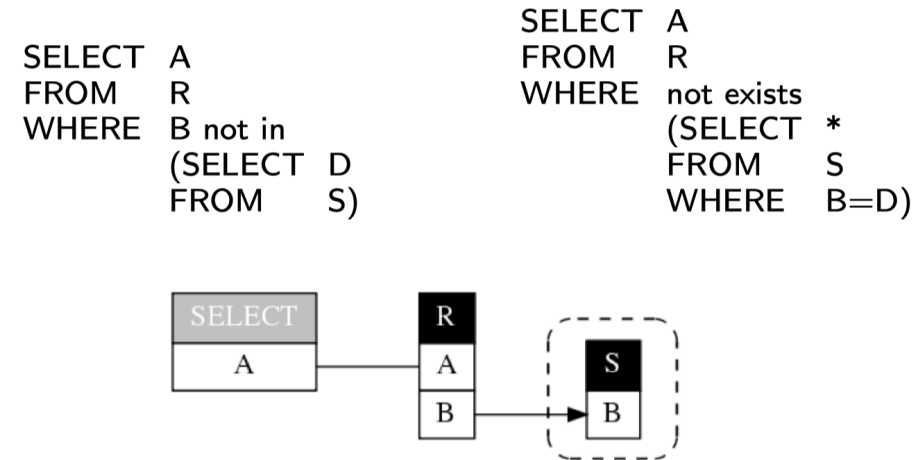 SELECT A
FROM R
WHERE B not in
(SELECT D
FROM S)
SELECT A
FROM R
WHERE not exists
(SELECT *
FROM S
WHERE B=D)
SELECT
A
R
A
B
S
B